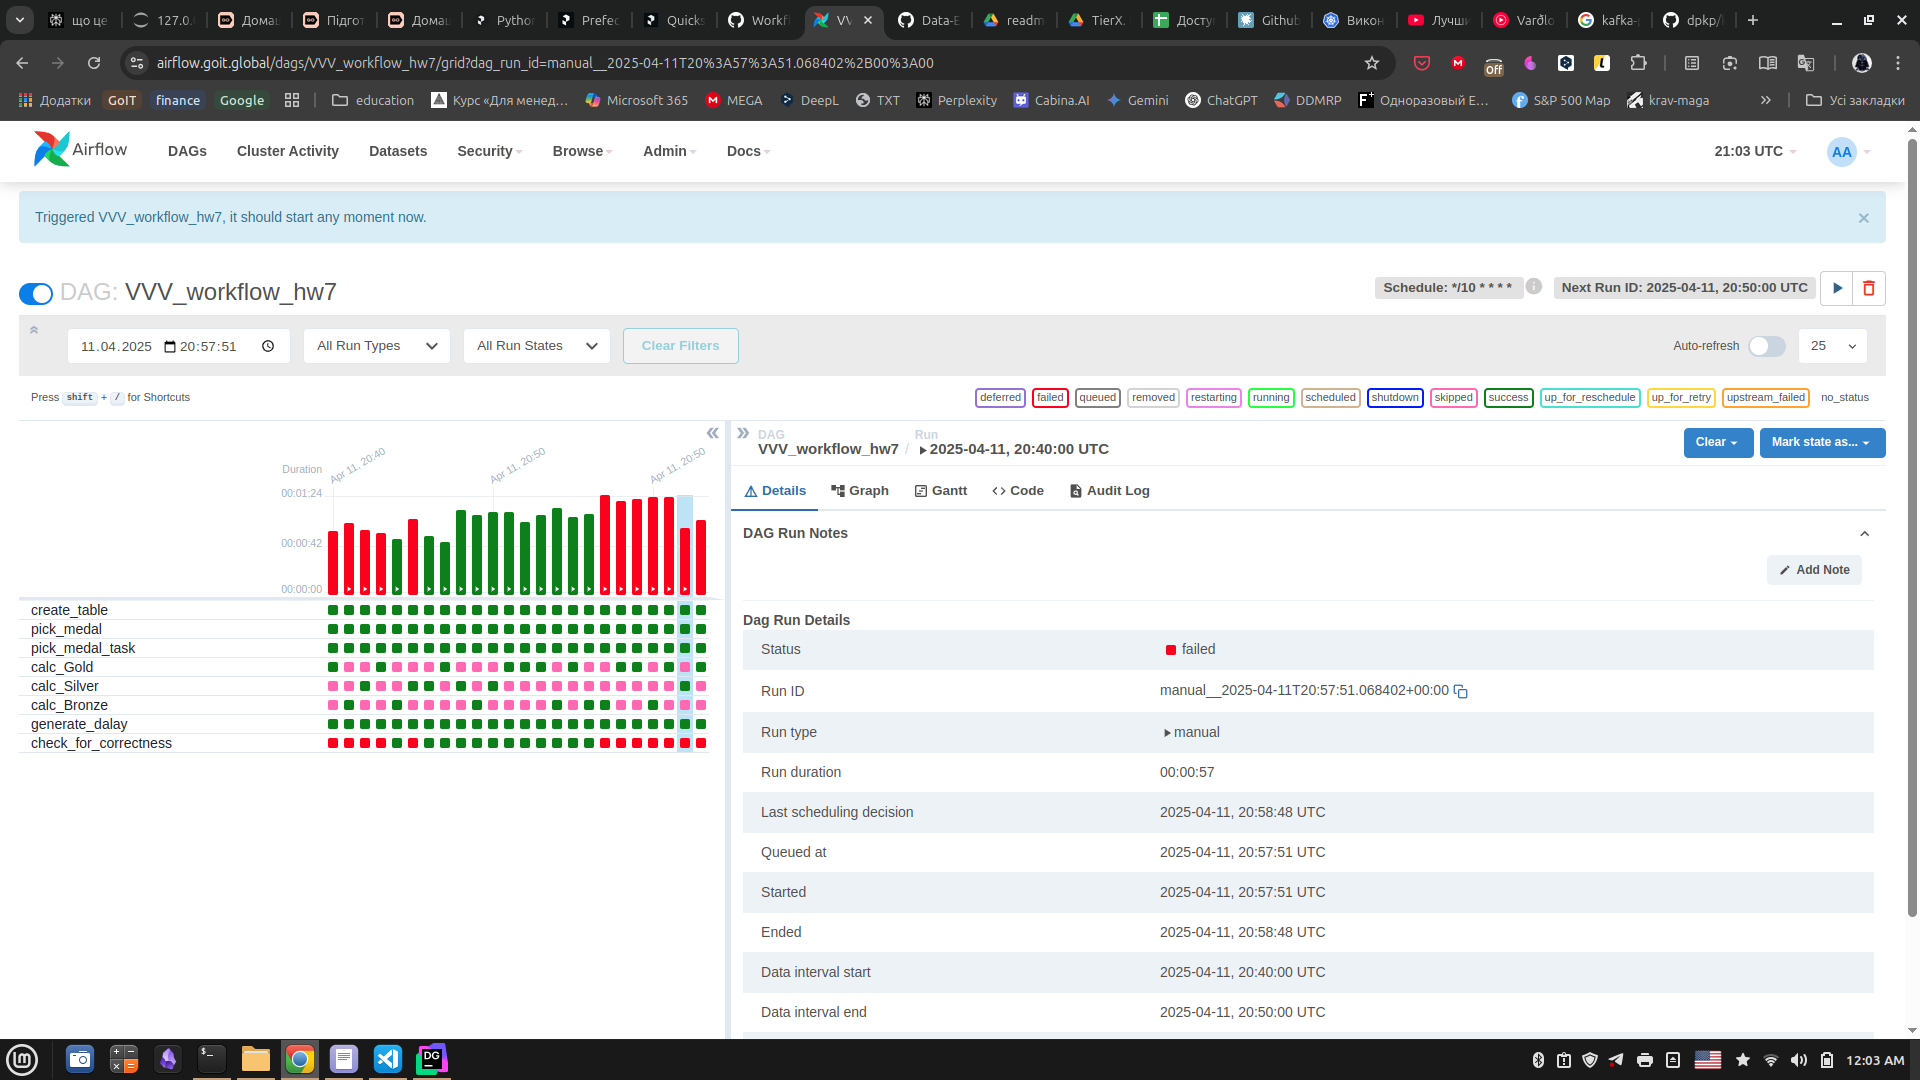 що це
127.0.
Домац
Підгот
Домац
Python
Prefec
Quicks
Workfl
VV
Data-E
readm
TierX.
Досту
Github
Викон
Лучши
Varðlo
kafka-
dpkp/
airflow.goit.global/dags/VVV_workflow_hw7/grid?dag_run_id=manual__2025-04-11T20%3A57%3A51.068402%2B00%3A00
Off
Додатки
GoIT
finance
Google
education
Курс «Для менед…
Microsoft 365
MEGA
DeepL
TXT
Perplexity
Cabina.AI
Gemini
ChatGPT
DDMRP
Одноразовый E…
S&P 500 Map
krav-maga
Усі закладки
Airflow
DAGs
Cluster Activity
Datasets
Security
Browse
Admin
Docs
21:03 UTC
AA
Triggered VVV_workflow_hw7, it should start any moment now.
DAG: VVV_workflow_hw7
Schedule: */10 * * * *
Next Run ID: 2025-04-11, 20:50:00 UTC
11.04.2025 20:57:51
All Run Types
All Run States
Clear Filters
Auto-refresh
25
Press shift + / for Shortcuts
deferred
failed
queued
removed
restarting
running
scheduled
shutdown
skipped
success
up_for_reschedule
up_for_retry
upstream_failed
no_status
Duration
00:01:24
00:00:42
00:00:00
Apr 11, 20:40
Apr 11, 20:50
Apr 11, 20:50
create_table
pick_medal
pick_medal_task
calc_Gold
calc_Silver
calc_Bronze
generate_dalay
check_for_correctness
DAG
VVV_workflow_hw7 /
Run
2025-04-11, 20:40:00 UTC
Clear
Mark state as...
Details
Graph
Gantt
Code
Audit Log
DAG Run Notes
Add Note
Dag Run Details
Status failed
Run ID manual__2025-04-11T20:57:51.068402+00:00
Run type manual
Run duration 00:00:57
Last scheduling decision 2025-04-11, 20:58:48 UTC
Queued at 2025-04-11, 20:57:51 UTC
Started 2025-04-11, 20:57:51 UTC
Ended 2025-04-11, 20:58:48 UTC
Data interval start 2025-04-11, 20:40:00 UTC
Data interval end 2025-04-11, 20:50:00 UTC
DG
12:03 AM